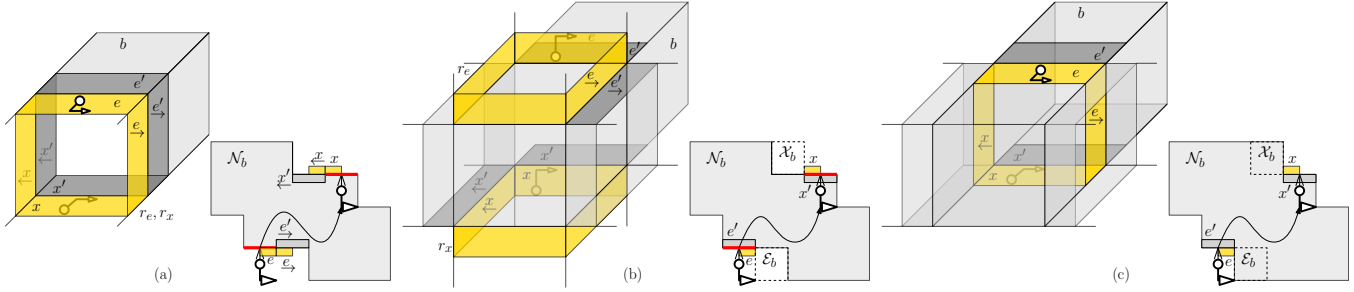 b
e′
e
e′
e
x′
x
x′
x
r_e, r_x
𝒩_b
x
x
x′
e′
e
e
(a)
e
e′
b
r_e
e
e′
x′
x′
x
x
r_x
(b)
𝒩_b
𝒳_b
x
x′
e′
e
ℰ_b
b
e′
e
e
x
x′
x
(c)
𝒩_b
𝒳_b
x
x′
e′
e
ℰ_b